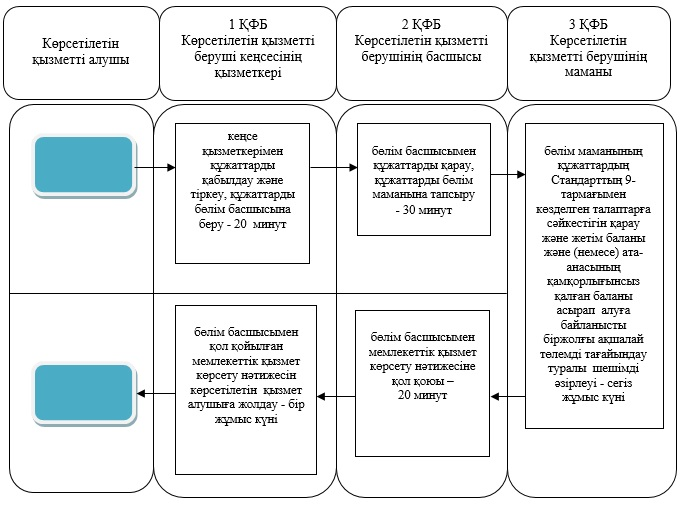 Көрсетілетін
қызметті алушы
1 ҚФБ
Көрсетілетін қызметті
беруші кеңсесінің
қызметкері
2 ҚФБ
Көрсетілетін қызметті
берушінің басшысы
3 ҚФБ
Көрсетілетін
қызметті берушінің
маманы
кеңсе
қызметкерімен
құжаттарды
қабылдау және
тіркеу, құжаттарды
бөлім басшысына
беру - 20 минут
бөлім басшысымен
құжаттарды қарау,
құжаттарды бөлім
маманына тапсыру
- 30 минут
бөлім маманының
құжаттардың
Стандарттың 9-
тармағымен
көзделген талаптарға
сәйкестігін қарау
және жетім баланы
және (немесе) ата-
анасының
қамқорлығынсыз
қалған баланы
асырап алуға
байланысты
біржолғы ақшалай
төлемді тағайындау
туралы шешімді
әзірлеуі - сегіз
жұмыс күні
бөлім басшысымен
қол қойылған
мемлекеттік қызмет
көрсету нәтижесін
көрсетілетін қызмет
алушыға жолдау - бір
жұмыс күні
бөлім басшысымен
мемлекеттік қызмет
көрсету нәтижесіне
қол қоюы –
20 минут